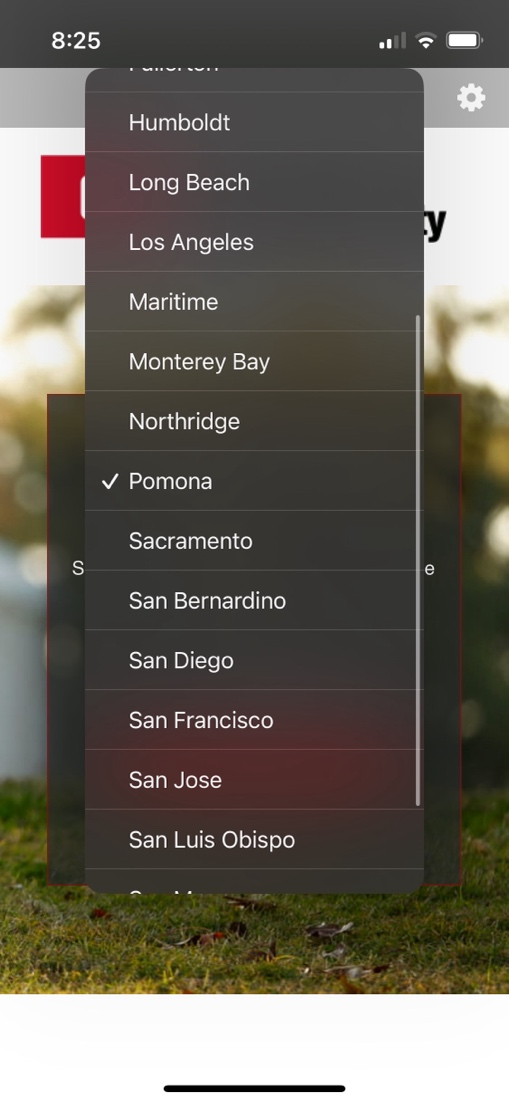 8:25
Fullerton
Humboldt
Long Beach
Los Angeles
Maritime
Monterey Bay
Northridge
✓ Pomona
Sacramento
San Bernardino
San Diego
San Francisco
San Jose
San Luis Obispo